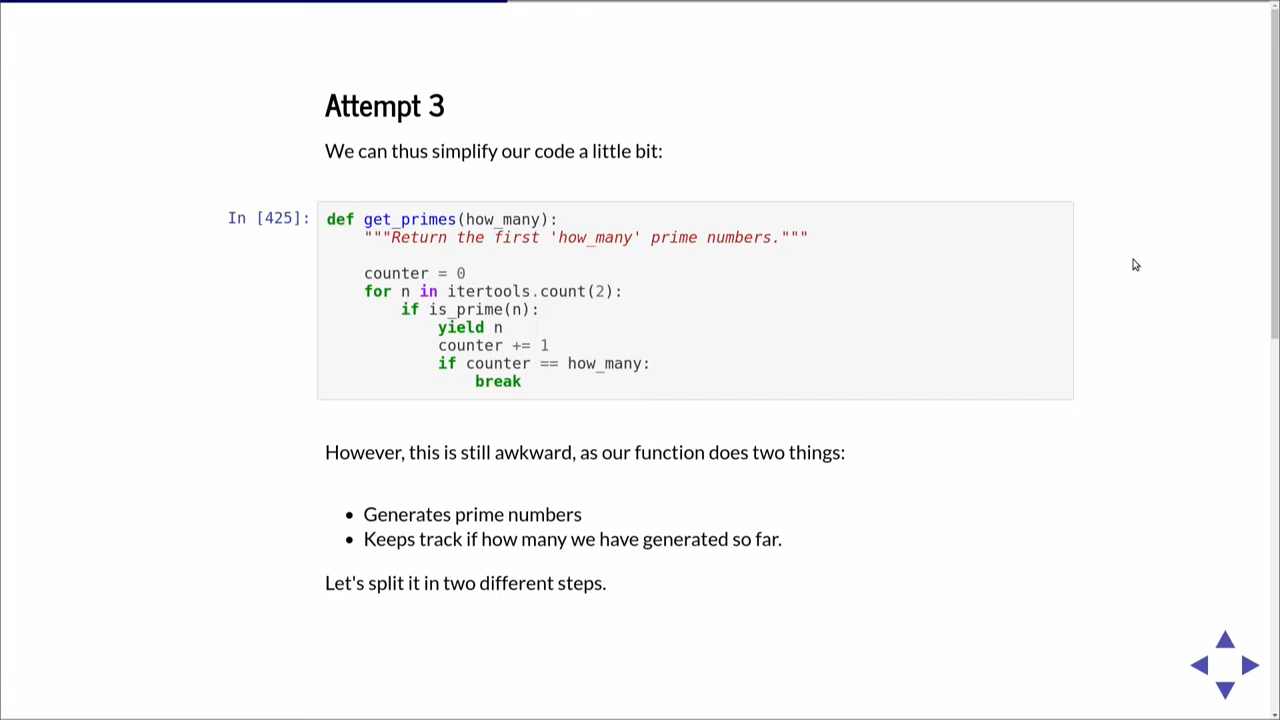 Attempt 3
We can thus simplify our code a little bit:
In [425]:
def get_primes(how_many):
    """Return the first 'how_many' prime numbers."""
    counter = 0
    for n in itertools.count(2):
        if is_prime(n):
            yield n
            counter += 1
            if counter == how_many:
                break
However, this is still awkward, as our function does two things:
• Generates prime numbers
• Keeps track if how many we have generated so far.
Let's split it in two different steps.